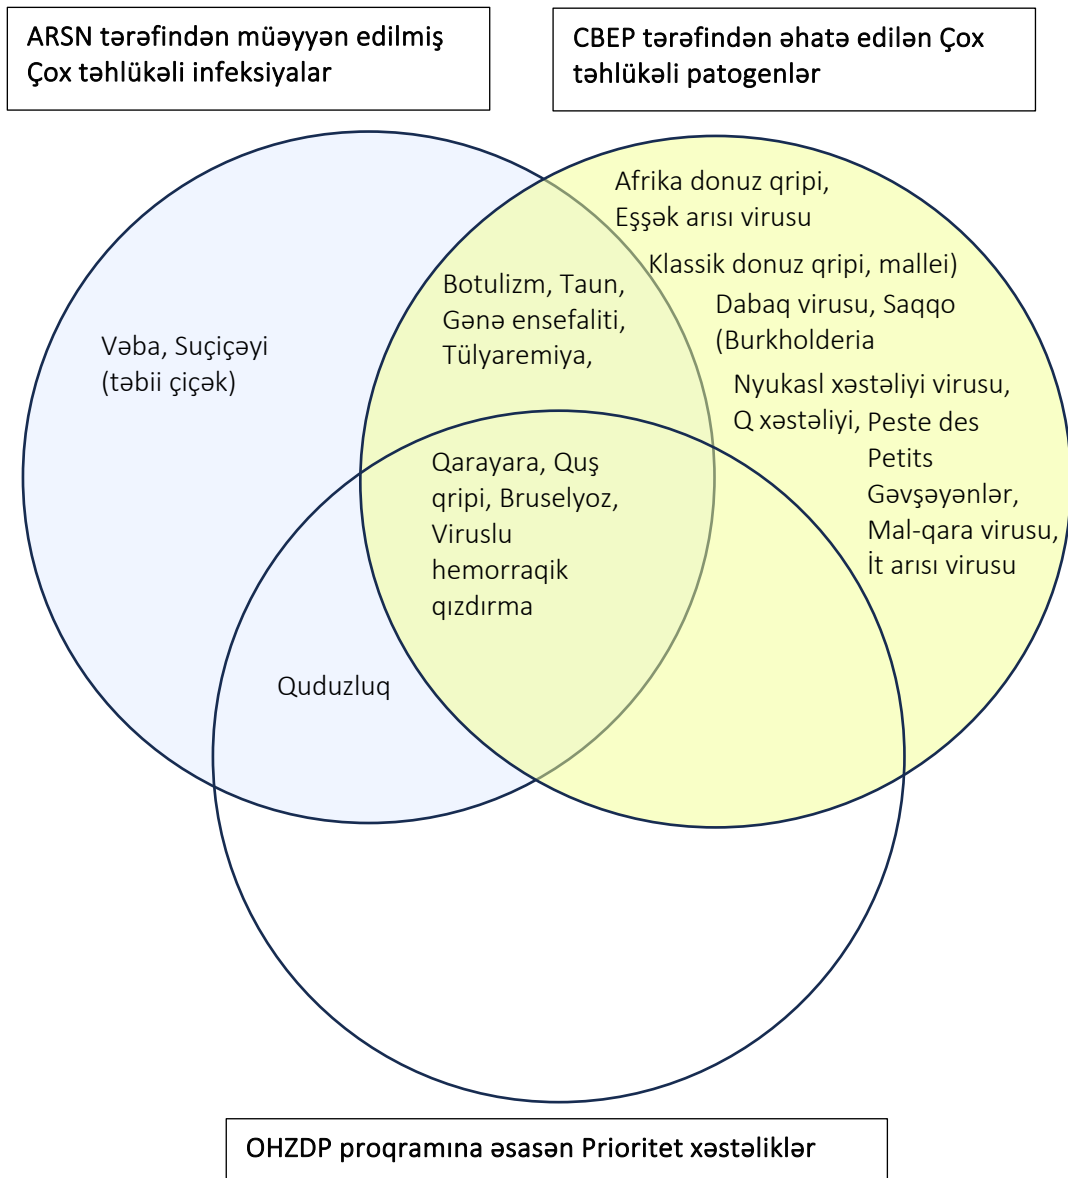 ARSN tərəfindən müəyyən edilmiş
Çox təhlükəli infeksiyalar
CBEP tərəfindən əhatə edilən Çox
təhlükəli patogenlər
Afrika donuz qripi,
Eşşək arısı virusu
Klassik donuz qripi, mallei)
Dabaq virusu, Saqqo
(Burkholderia
Nyukasl xəstəliyi virusu,
Q xəstəliyi,
Peste des
Petits
Gəvşəyənlər,
Mal-qara virusu,
İt arısı virusu
Botulizm, Taun,
Gənə ensefaliti,
Tülyaremiya,
Vəba, Suçiçəyi
(təbii çiçək)
Qarayara, Quş
qripi, Bruselyoz,
Viruslu
hemorraqik
qızdırma
Quduzluq
OHZDP proqramına əsasən Prioritet xəstəliklər